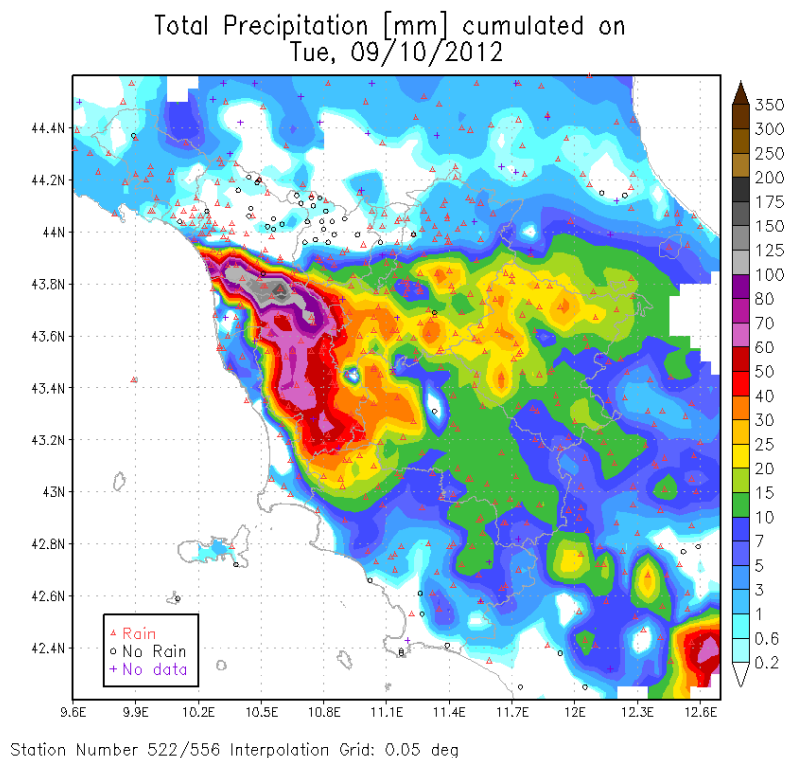 Total Precipitation [mm] cumulated on
Tue, 09/10/2012
350
300
250
200
175
150
125
100
80
70
60
50
40
30
25
20
15
10
7
5
3
1
0.6
0.2
44.4N
44.2N
44N
43.8N
43.6N
43.4N
43.2N
43N
42.8N
42.6N
42.4N
Rain
No Rain
No data
9.6E 9.9E 10.2E 10.5E 10.8E 11.1E 11.4E 11.7E 12E 12.3E 12.6E
Station Number 522/556 Interpolation Grid: 0.05 deg